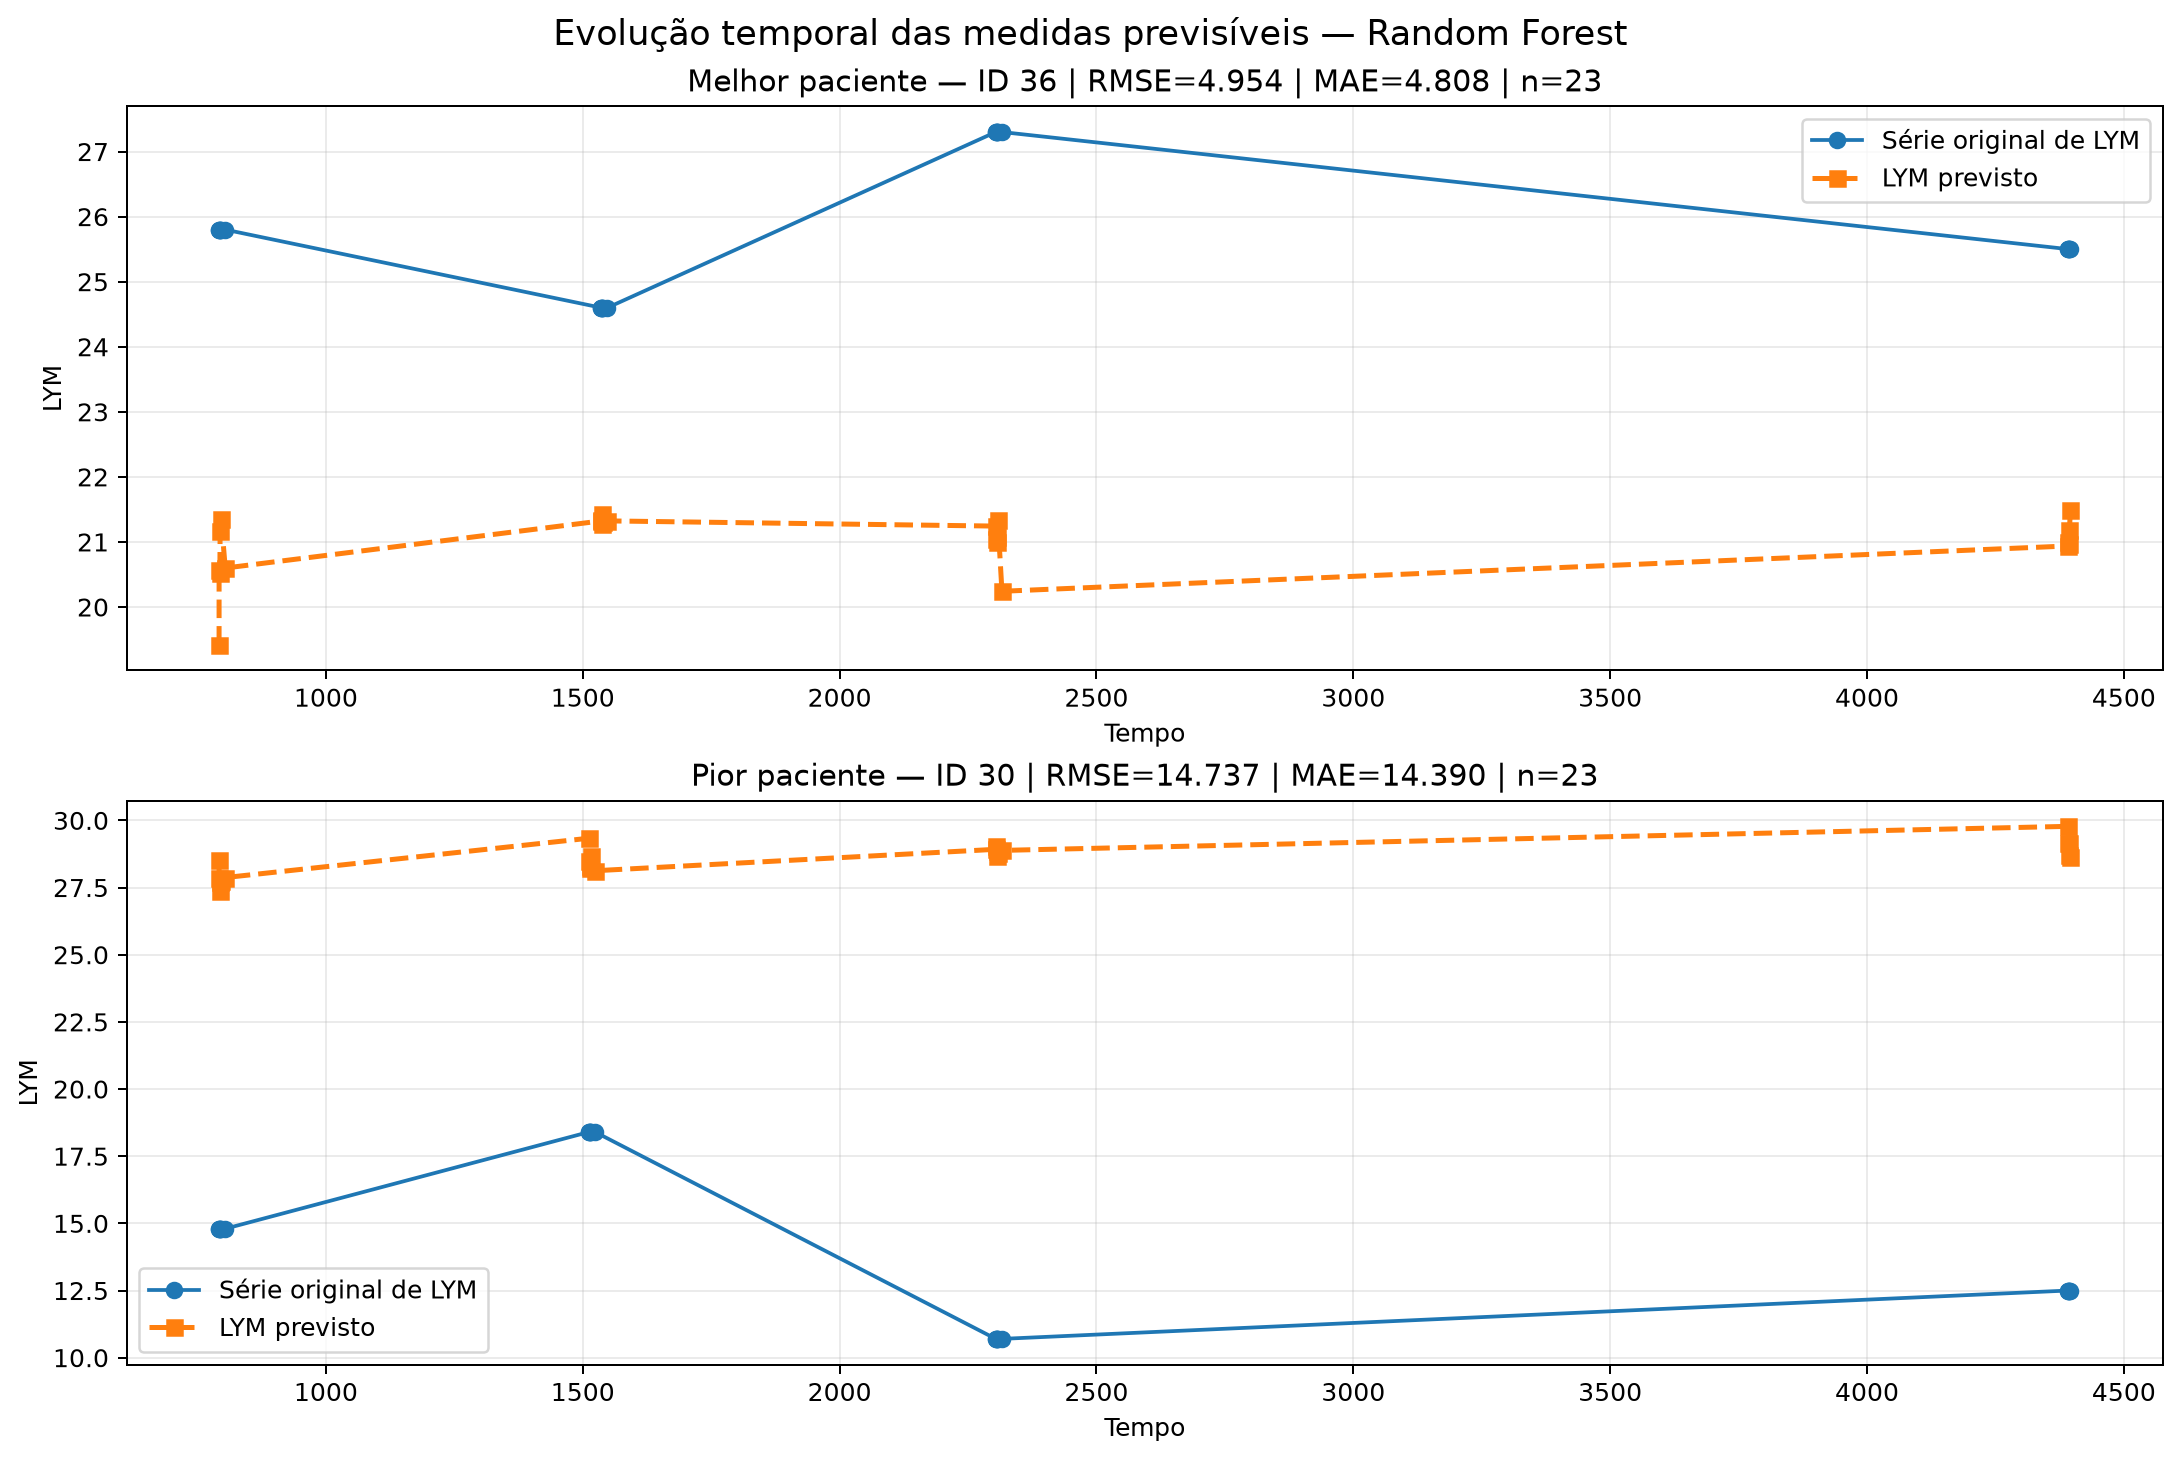 Evolução temporal das medidas previsíveis — Random Forest
Melhor paciente — ID 36 | RMSE=4.954 | MAE=4.808 | n=23
27
26
25
24
23
22
21
20
LYM
Série original de LYM
LYM previsto
1000 1500 2000 2500 3000 3500 4000 4500
Tempo
Pior paciente — ID 30 | RMSE=14.737 | MAE=14.390 | n=23
30.0
27.5
25.0
22.5
20.0
17.5
15.0
12.5
10.0
LYM
Série original de LYM
LYM previsto
1000 1500 2000 2500 3000 3500 4000 4500
Tempo